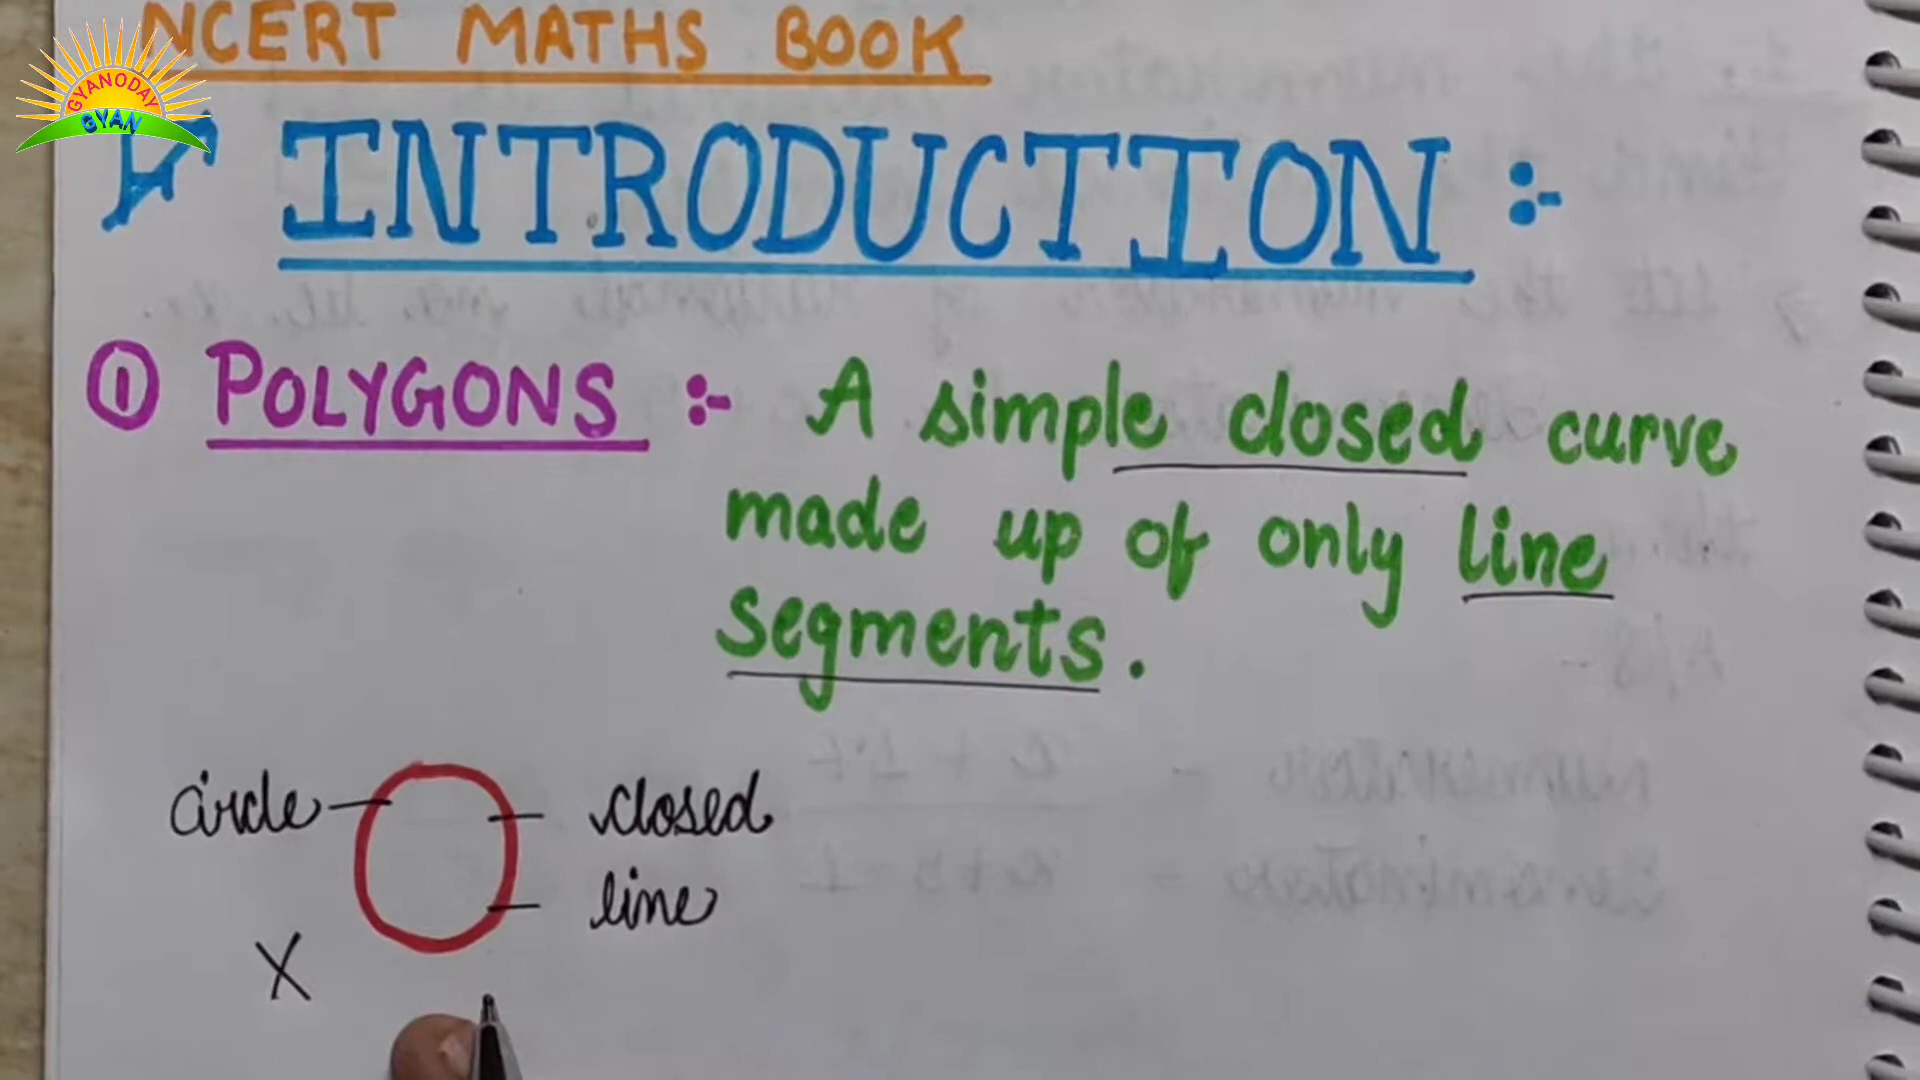 NCERT MATHS BOOK
GYANODAY
GYAN
INTRODUCTION :-
① POLYGONS :- A simple closed curve
made up of only line
segments.
circle closed
line
X